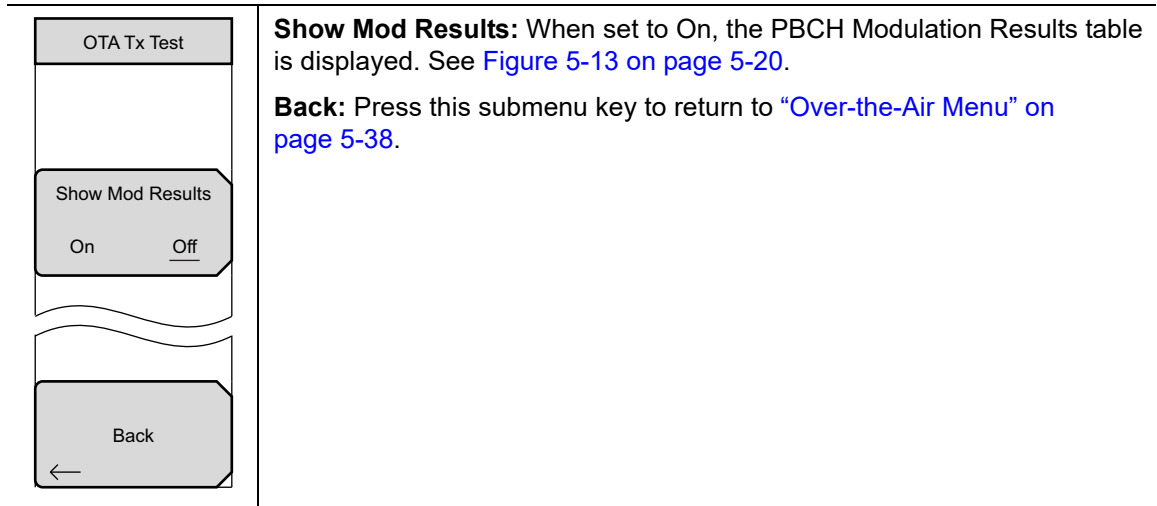 OTA Tx Test
Show Mod Results
On Off
Back
Show Mod Results: When set to On, the PBCH Modulation Results table
is displayed. See Figure 5-13 on page 5-20.
Back: Press this submenu key to return to “Over-the-Air Menu” on
page 5-38.